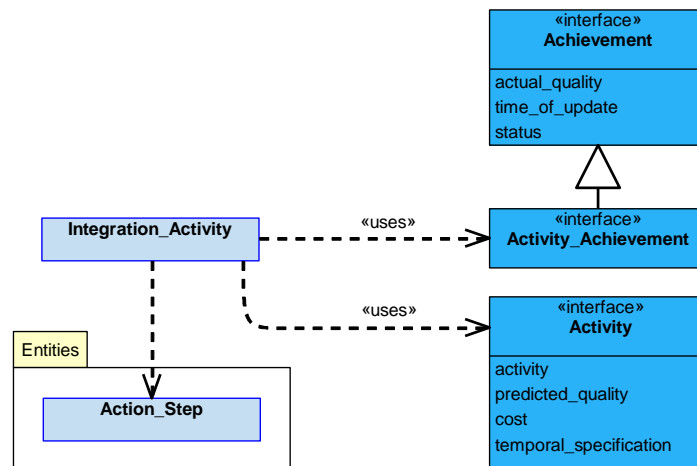 «interface»
Achievement
actual_quality
time_of_update
status
Integration_Activity
«uses»
«interface»
Activity_Achievement
«uses»
«interface»
Activity
activity
predicted_quality
cost
temporal_specification
Entities
Action_Step